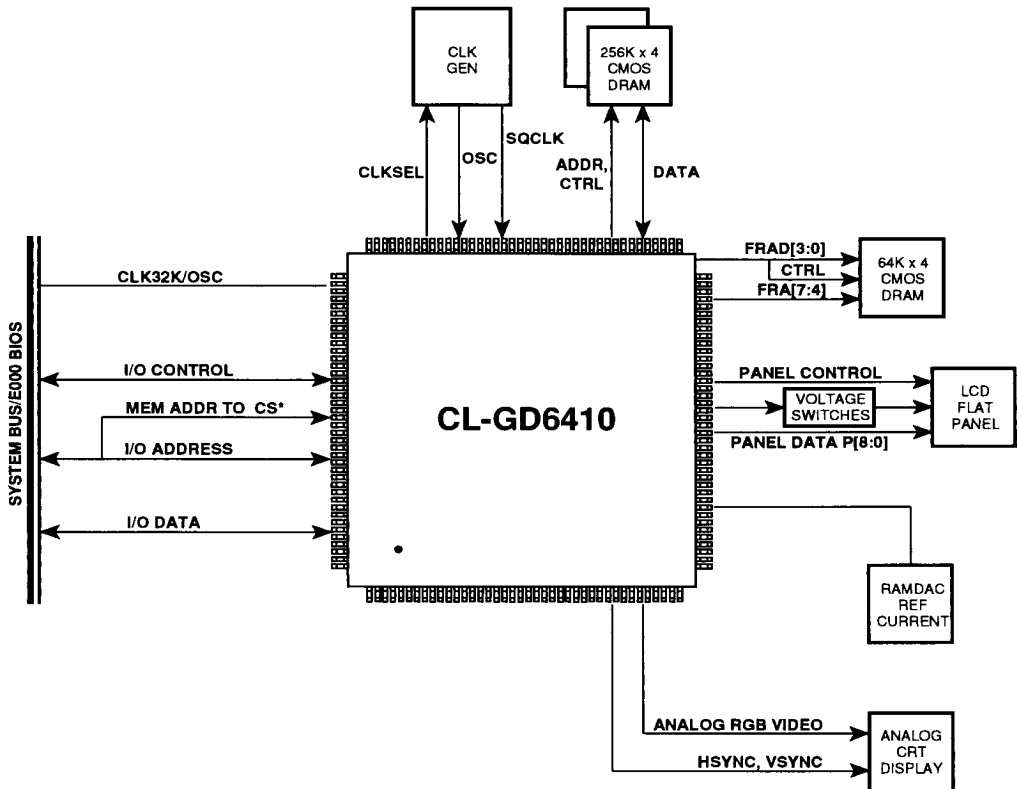 CLK
GEN
256K x 4
CMOS
DRAM
CLKSEL
OSC
SQCLK
ADDR,
CTRL
DATA
SYSTEM BUS/E000 BIOS
CLK32K/OSC
I/O CONTROL
MEM ADDR TO CS*
I/O ADDRESS
I/O DATA
CL-GD6410
FRAD[3:0]
CTRL
FRA[7:4]
64K x 4
CMOS
DRAM
PANEL CONTROL
VOLTAGE
SWITCHES
PANEL DATA P[8:0]
LCD
FLAT
PANEL
RAMDAC
REF
CURRENT
ANALOG RGB VIDEO
HSYNC, VSYNC
ANALOG
CRT
DISPLAY